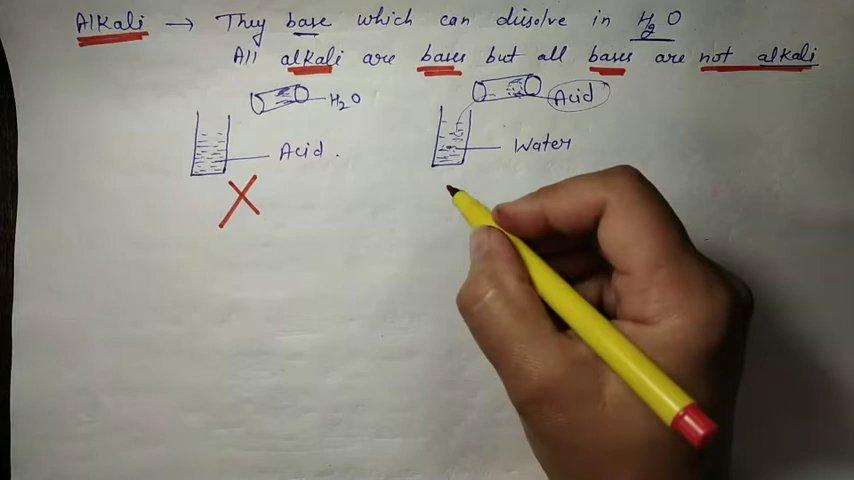 Alkali → They base which can dissolve in H2O
All alkali are bases but all bases are not alkali
H2O
Acid
Acid.
Water